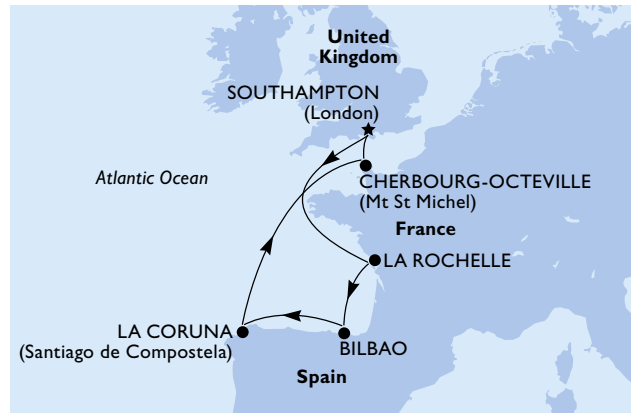 United
Kingdom
SOUTHAMPTON
(London)
Atlantic Ocean
CHERBOURG-OCTEVILLE
(Mt St Michel)
France
LA ROCHELLE
LA CORUNA
(Santiago de Compostela)
BILBAO
Spain